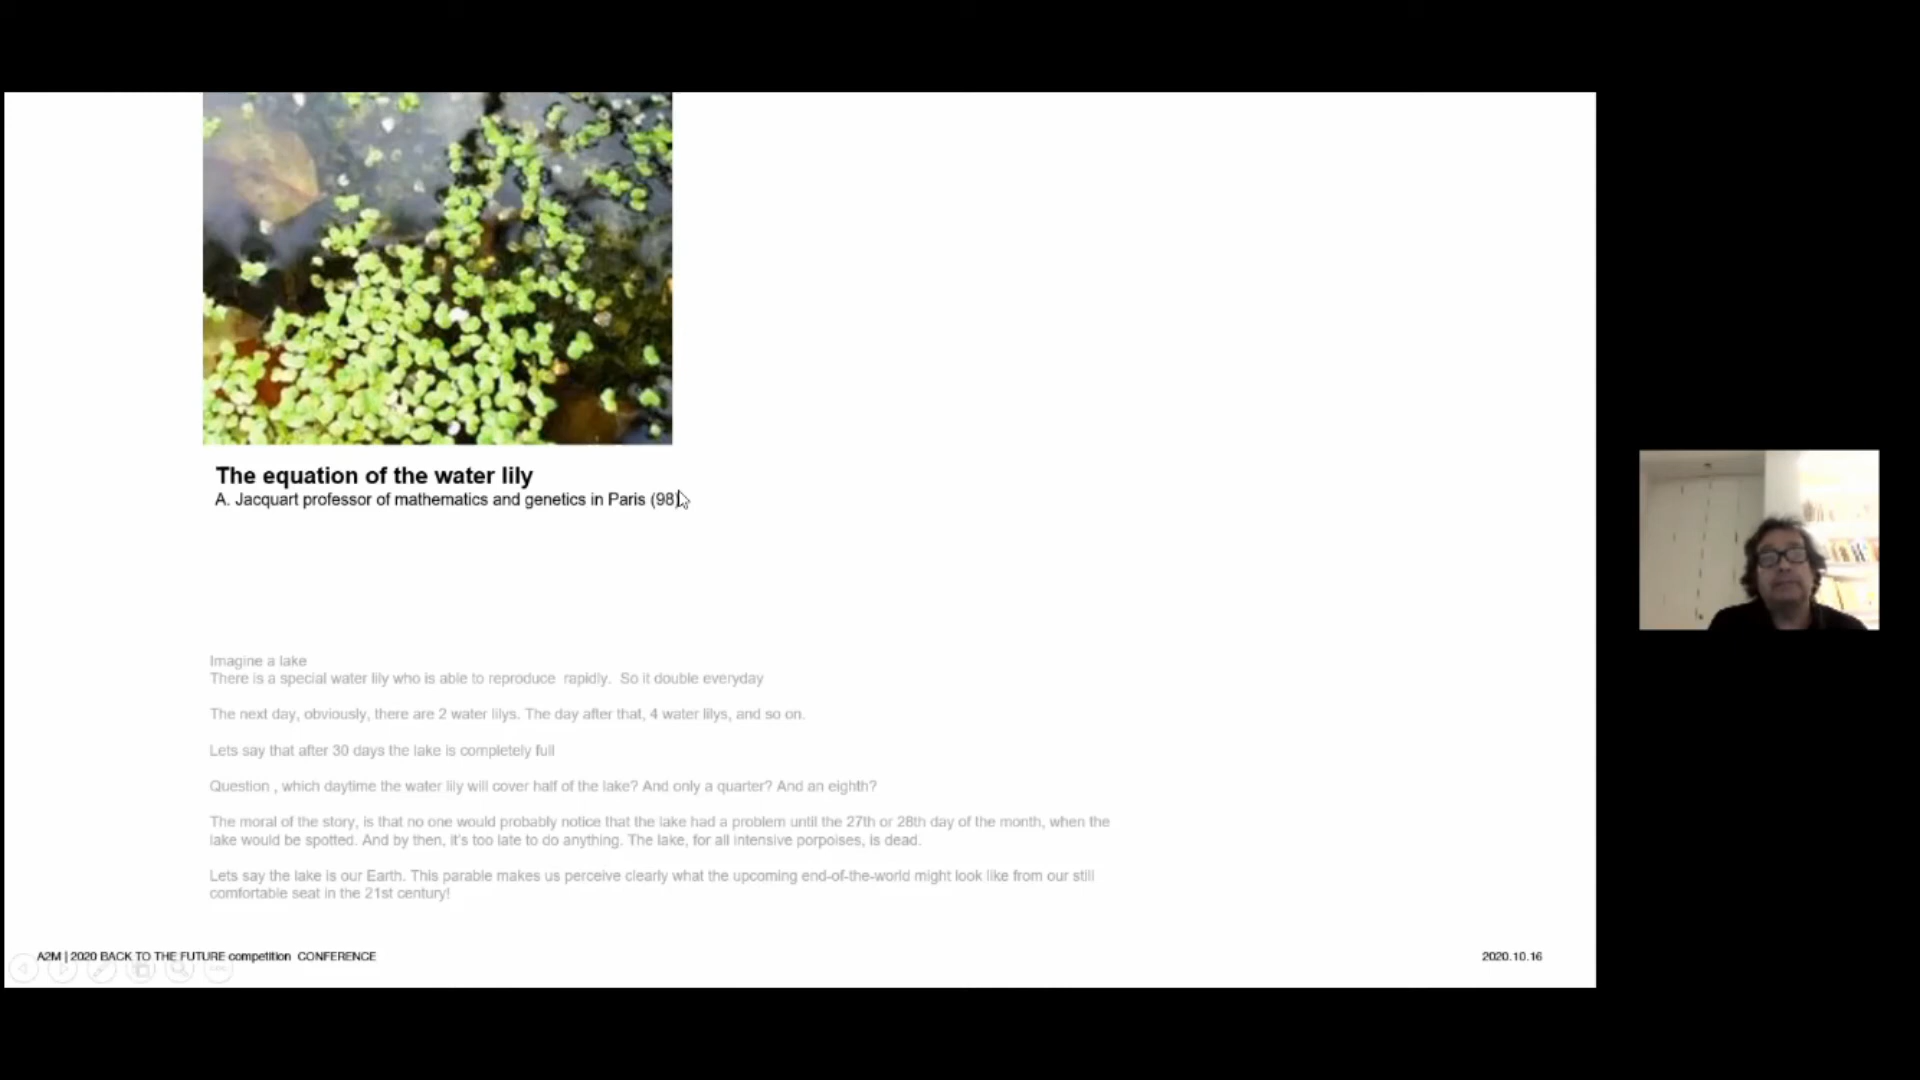 The equation of the water lily
A. Jacquart professor of mathematics and genetics in Paris (98)
Imagine a lake
There is a special water lily who is able to reproduce rapidly. So it double everyday
The next day, obviously, there are 2 water lilys. The day after that, 4 water lilys, and so on.
Lets say that after 30 days the lake is completely full
Question , which daytime the water lily will cover half of the lake? And only a quarter? And an eighth?
The moral of the story, is that no one would probably notice that the lake had a problem until the 27th or 28th day of the month, when the
lake would be spotted. And by then, it's too late to do anything. The lake, for all intensive porpoises, is dead.
Lets say the lake is our Earth. This parable makes us perceive clearly what the upcoming end-of-the-world might look like from our still
comfortable seat in the 21st century!
A2M | 2020 BACK TO THE FUTURE competition CONFERENCE
2020.10.16